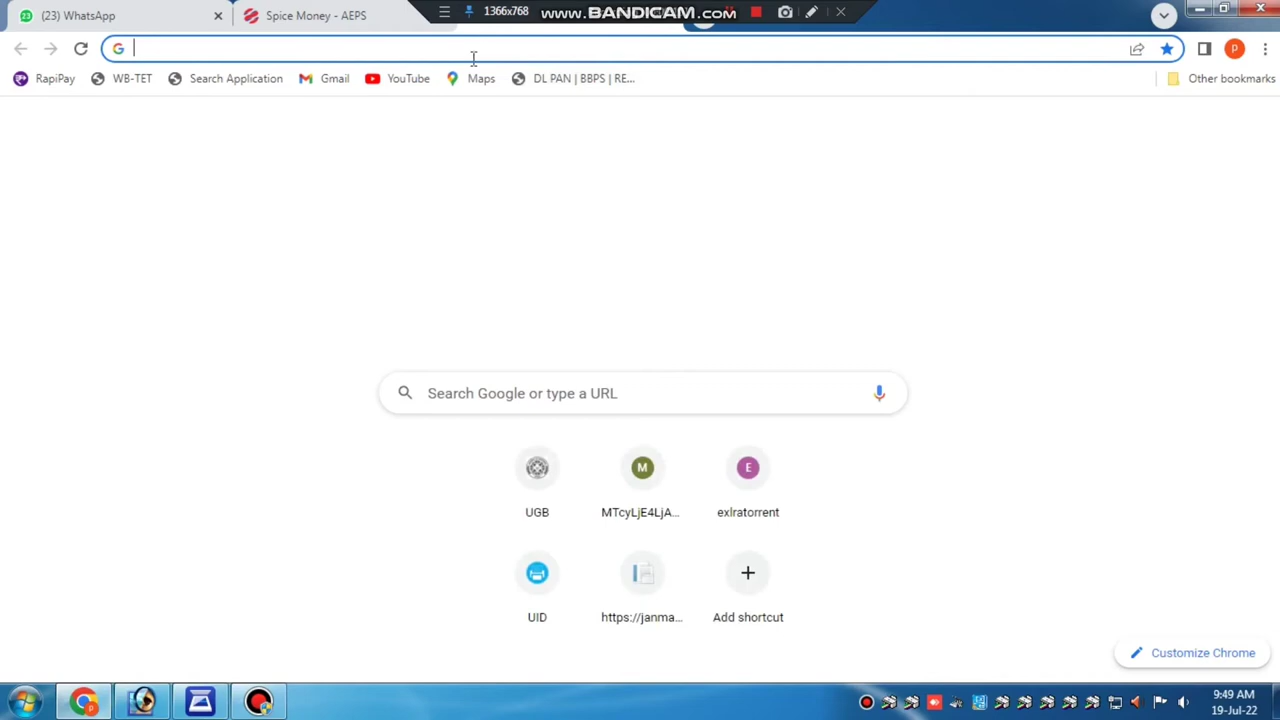 (23) WhatsApp
Spice Money - AEPS
1366x768
WWW.BANDICAM.COM
RapiPay
WB-TET
Search Application
Gmail
YouTube
Maps
DL PAN | BBPS | RE...
Other bookmarks
Search Google or type a URL
UGB
MTcyLjE4LjA...
exlratorrent
UID
https://janma...
Add shortcut
Customize Chrome
9:49 AM
19-Jul-22